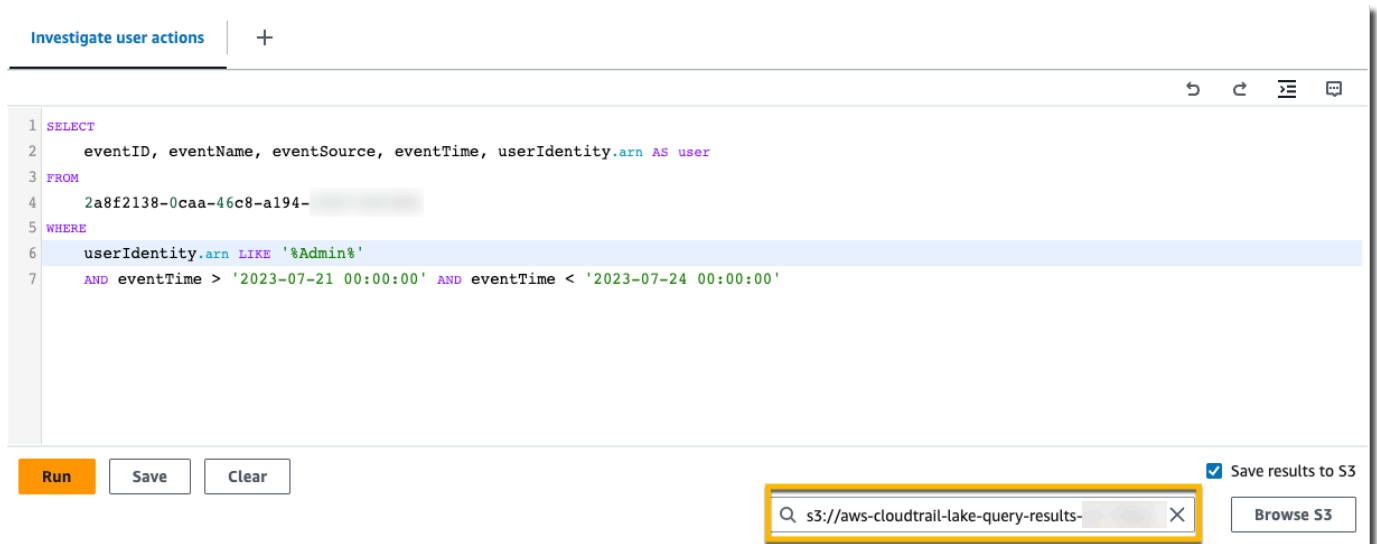 Investigate user actions
1 SELECT
2 eventID, eventName, eventSource, eventTime, userIdentity.arn AS user
3 FROM
4 2a8f2138-0caa-46c8-a194-
5 WHERE
6 userIdentity.arn LIKE '%Admin%'
7 AND eventTime > '2023-07-21 00:00:00' AND eventTime < '2023-07-24 00:00:00'
Run Save Clear Save results to S3
s3://aws-cloudtrail-lake-query-results- Browse S3